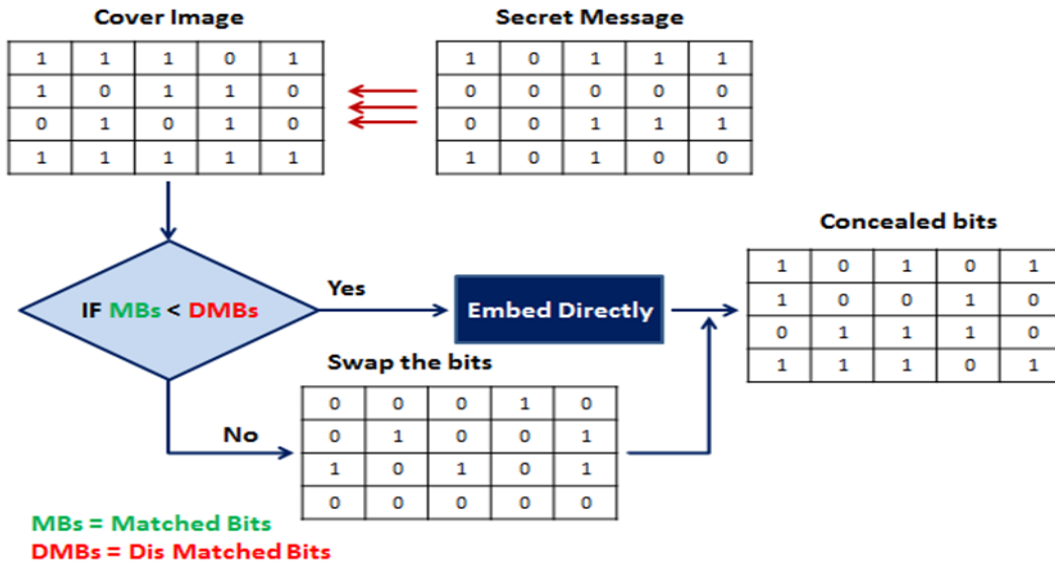 Cover Image
1 1 1 0 1
1 0 1 1 0
0 1 0 1 0
1 1 1 1 1
Secret Message
1 0 1 1 1
0 0 0 0 0
0 0 1 1 1
1 0 1 0 0
IF MBs < DMBs
Yes
Embed Directly
No
Swap the bits
0 0 0 1 0
0 1 0 0 1
1 0 1 0 1
0 0 0 0 0
Concealed bits
1 0 1 0 1
1 0 0 1 0
0 1 1 1 0
1 1 1 0 1
MBs = Matched Bits
DMBs = Dis Matched Bits